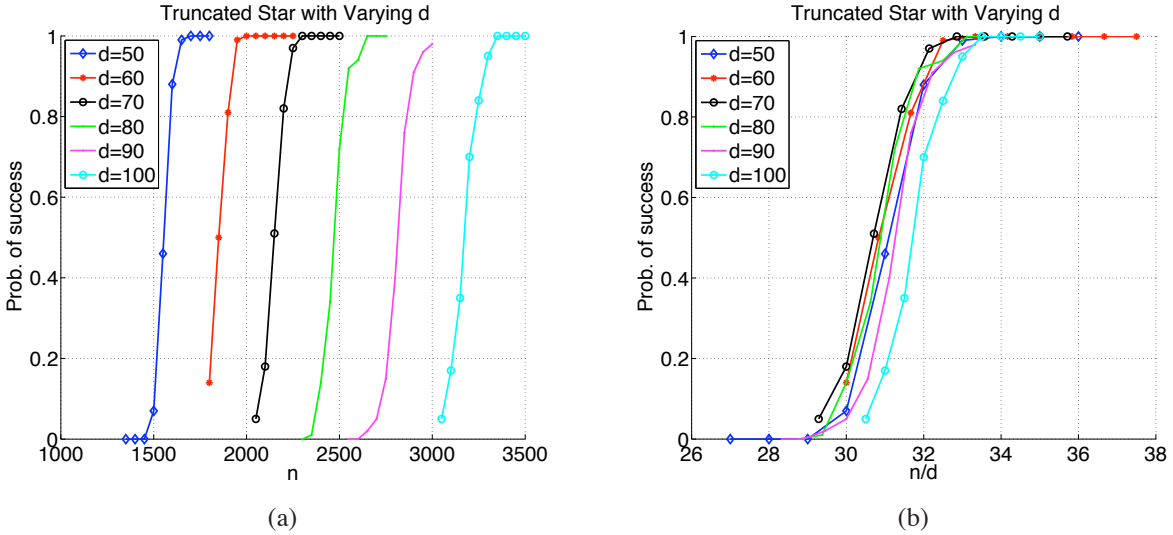 Truncated Star with Varying d
1
0.8
0.6
0.4
0.2
0
Prob. of success
d=50
d=60
d=70
d=80
d=90
d=100
1000 1500 2000 2500 3000 3500
n
(a)
Truncated Star with Varying d
1
0.8
0.6
0.4
0.2
0
Prob. of success
d=50
d=60
d=70
d=80
d=90
d=100
26 28 30 32 34 36 38
n/d
(b)